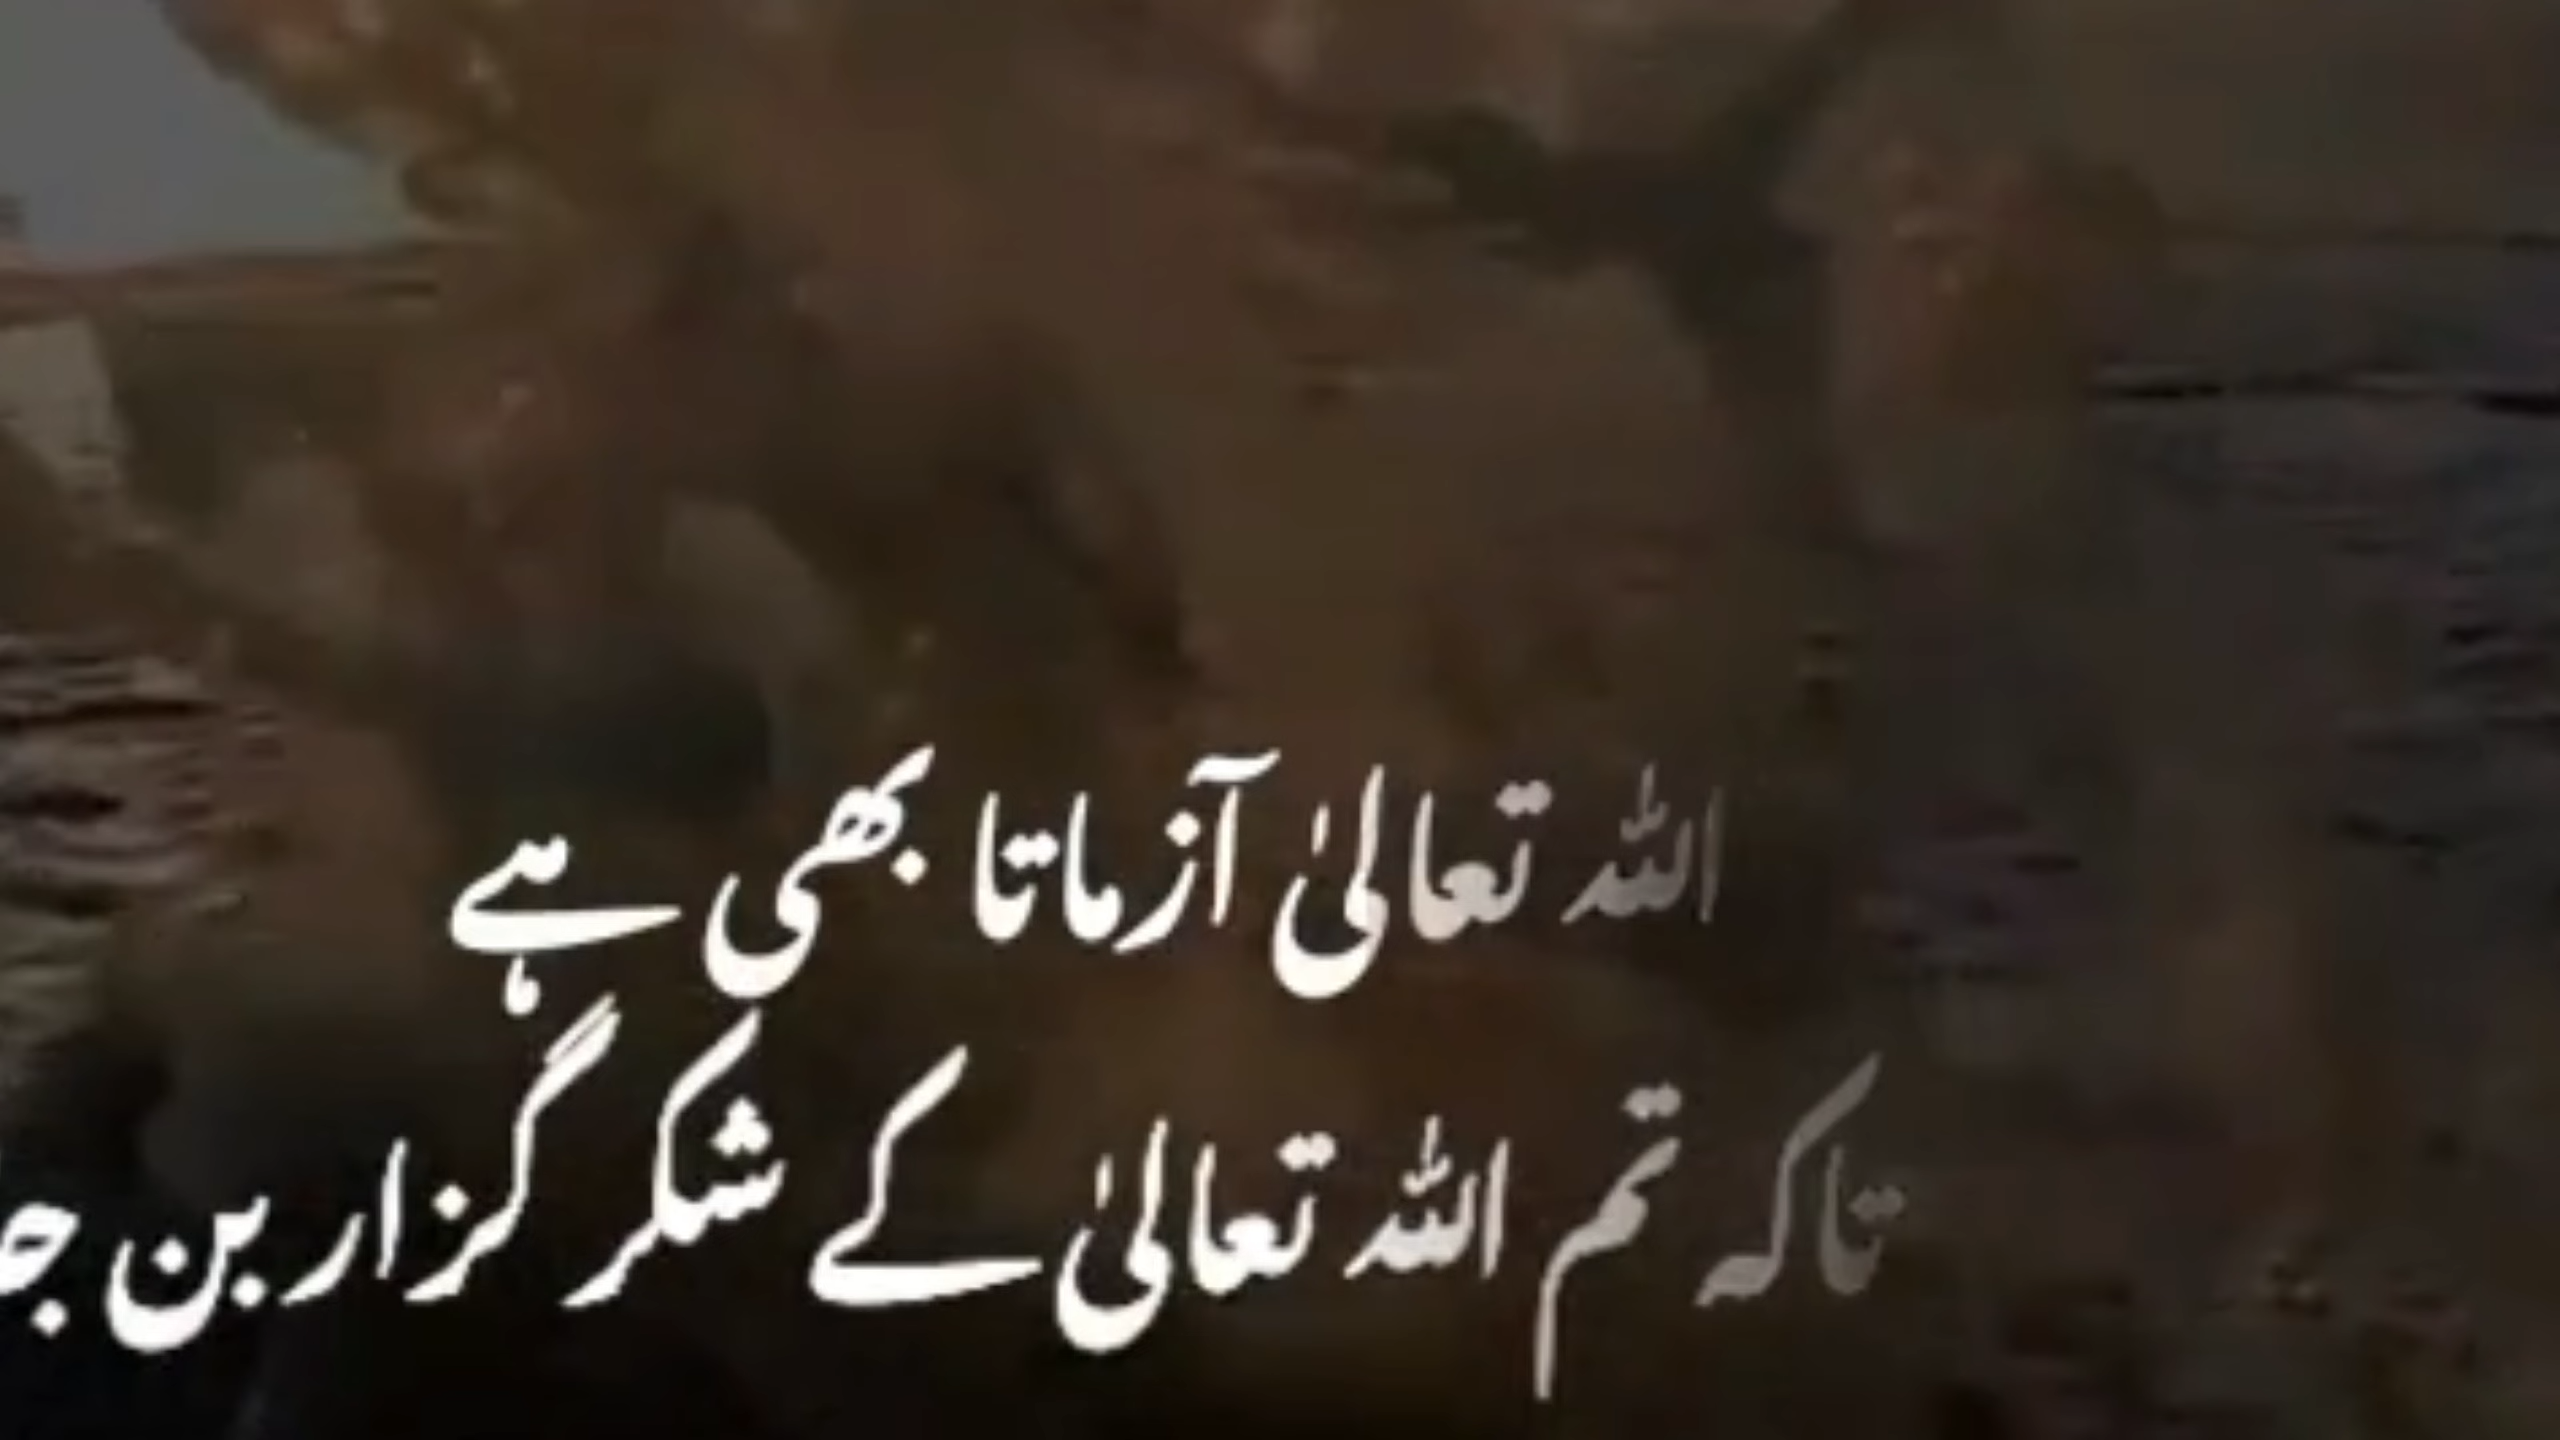 اللہ تعالیٰ آزماتا بھی ہے
تاکہ تم اللہ تعالیٰ کے شکر گزار بن